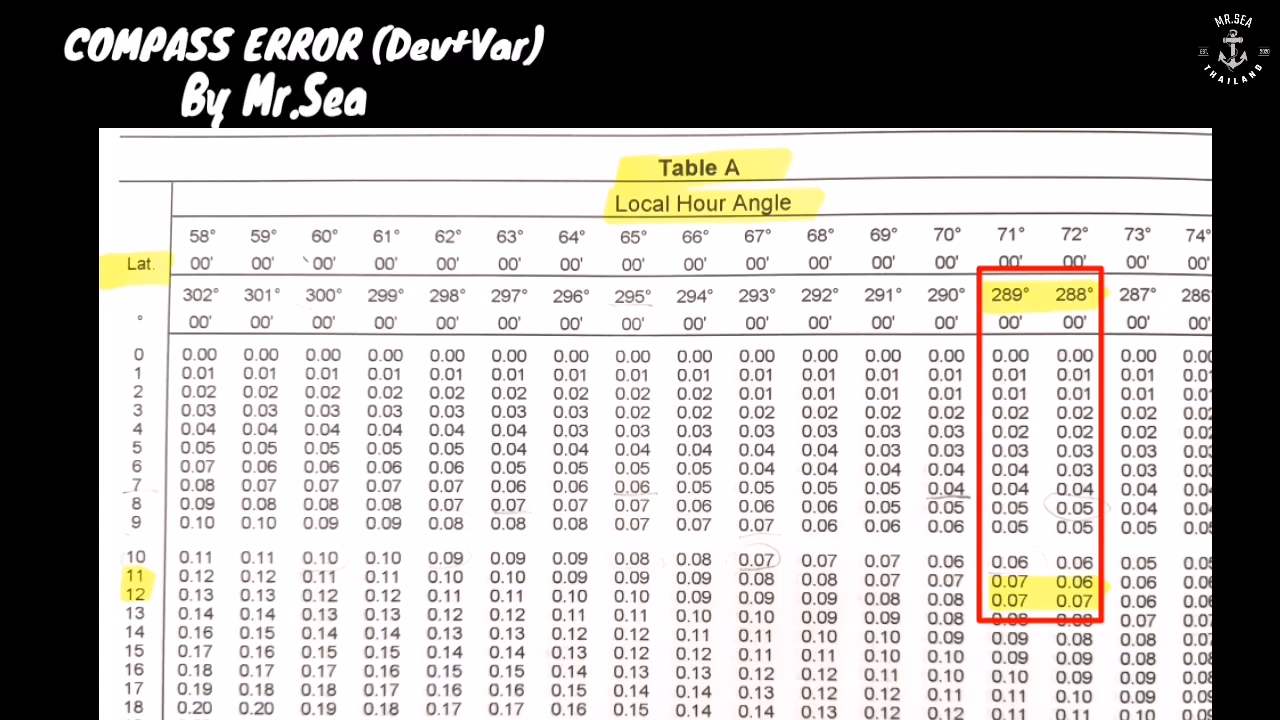 COMPASS ERROR (Dev+Var)
By Mr.Sea
MR.SEA
EST. 2020
THAILAND
Table A
Local Hour Angle
58° 59° 60° 61° 62° 63° 64° 65° 66° 67° 68° 69° 70° 71° 72° 73° 74°
Lat. 00' 00' 00' 00' 00' 00' 00' 00' 00' 00' 00' 00' 00' 00' 00' 00' 00'
302° 301° 300° 299° 298° 297° 296° 295° 294° 293° 292° 291° 290° 289° 288° 287° 286
° 00' 00' 00' 00' 00' 00' 00' 00' 00' 00' 00' 00' 00' 00' 00' 00' 00'
0 0.00 0.00 0.00 0.00 0.00 0.00 0.00 0.00 0.00 0.00 0.00 0.00 0.00 0.00 0.00 0.00
1 0.01 0.01 0.01 0.01 0.01 0.01 0.01 0.01 0.01 0.01 0.01 0.01 0.01 0.01 0.01 0.01
2 0.02 0.02 0.02 0.02 0.02 0.02 0.02 0.02 0.02 0.01 0.01 0.01 0.01 0.01 0.01 0.01
3 0.03 0.03 0.03 0.03 0.03 0.03 0.03 0.02 0.02 0.02 0.02 0.02 0.02 0.02 0.02 0.02
4 0.04 0.04 0.04 0.04 0.04 0.04 0.03 0.03 0.03 0.03 0.03 0.03 0.03 0.02 0.02 0.02
5 0.05 0.05 0.05 0.05 0.05 0.04 0.04 0.04 0.04 0.04 0.04 0.03 0.03 0.03 0.03 0.03
6 0.07 0.06 0.06 0.06 0.06 0.05 0.05 0.05 0.05 0.04 0.04 0.04 0.04 0.04 0.03 0.03
7 0.08 0.07 0.07 0.07 0.07 0.06 0.06 0.06 0.05 0.05 0.05 0.05 0.04 0.04 0.04 0.04
8 0.09 0.08 0.08 0.08 0.07 0.07 0.07 0.07 0.06 0.06 0.06 0.05 0.05 0.05 0.05 0.04
9 0.10 0.10 0.09 0.09 0.08 0.08 0.08 0.07 0.07 0.07 0.06 0.06 0.06 0.05 0.05 0.05
10 0.11 0.11 0.10 0.10 0.09 0.09 0.09 0.08 0.08 0.07 0.07 0.07 0.06 0.06 0.06 0.05
11 0.12 0.12 0.11 0.11 0.10 0.10 0.09 0.09 0.09 0.08 0.08 0.07 0.07 0.07 0.06 0.06
12 0.13 0.13 0.12 0.12 0.11 0.11 0.10 0.10 0.09 0.09 0.09 0.08 0.08 0.07 0.07 0.06
13 0.14 0.14 0.13 0.13 0.12 0.12 0.11 0.11 0.10 0.10 0.09 0.09 0.08 0.08 0.08 0.07
14 0.16 0.15 0.14 0.14 0.13 0.13 0.12 0.12 0.11 0.11 0.10 0.10 0.09 0.09 0.08 0.08
15 0.17 0.16 0.15 0.15 0.14 0.14 0.13 0.12 0.12 0.11 0.11 0.10 0.10 0.09 0.09 0.08
16 0.18 0.17 0.17 0.16 0.15 0.15 0.14 0.13 0.13 0.12 0.12 0.11 0.10 0.10 0.09 0.09
17 0.19 0.18 0.18 0.17 0.16 0.16 0.15 0.14 0.14 0.13 0.12 0.12 0.11 0.11 0.10 0.09
18 0.20 0.20 0.19 0.18 0.17 0.17 0.16 0.15 0.14 0.14 0.13 0.12 0.12 0.11 0.11 0.10